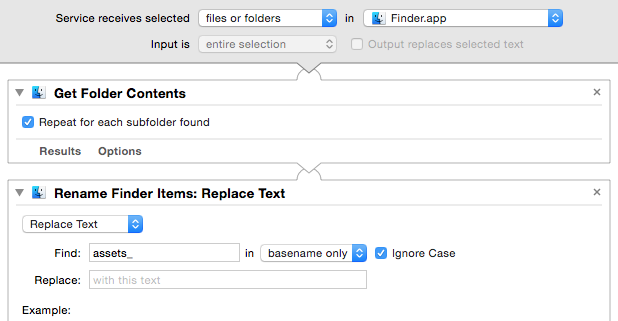 Service receives selected files or folders in Finder.app
Input is entire selection Output replaces selected text
Get Folder Contents
Repeat for each subfolder found
Results Options
Rename Finder Items: Replace Text
Replace Text
Find: assets_ in basename only Ignore Case
Replace: with this text
Example: